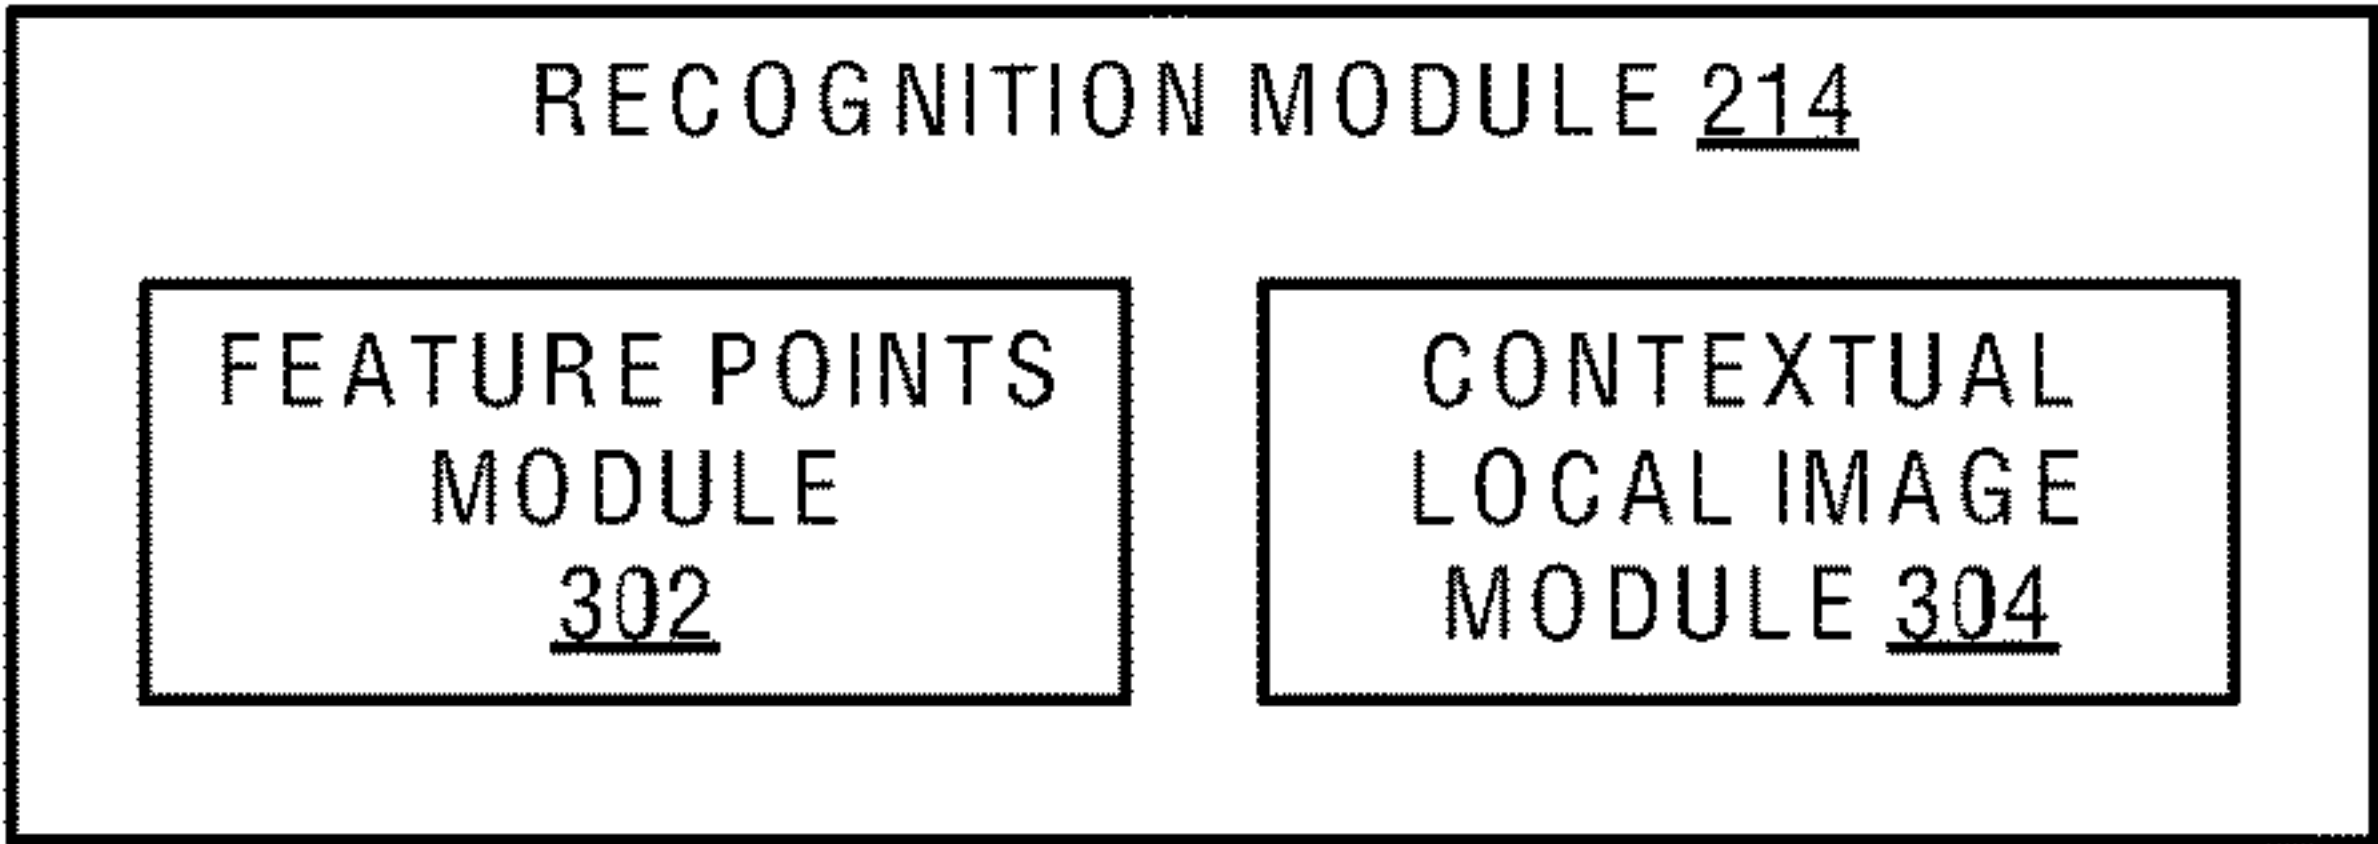 RECOGNITION MODULE 214
FEATURE POINTS
MODULE
302
CONTEXTUAL
LOCAL IMAGE
MODULE 304